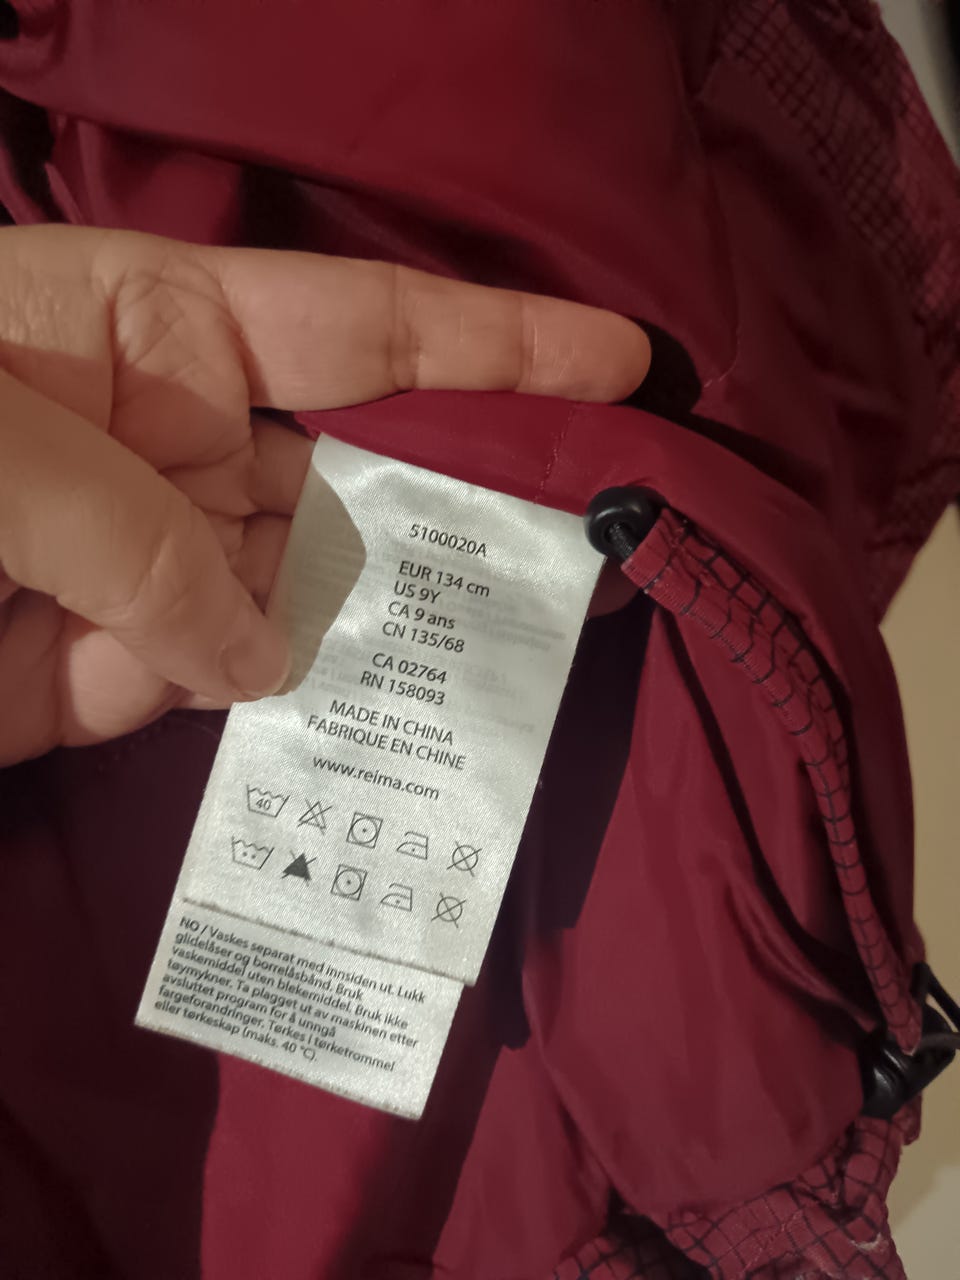 5100020A
EUR 134 cm
US 9Y
CA 9 ans
CN 135/68
CA 02764
RN 158093
MADE IN CHINA
FABRIQUE EN CHINE
www.reima.com
40
NO / Vaskes separat med innsiden ut. Lukk
glidelåser og borrelåsbånd. Bruk
vaskemiddel uten blekemiddel. Bruk ikke
tøymykner. Ta plagget ut av maskinen etter
avsluttet program for å unngå
fargeforandringer. Tørkes i tørketrommel
eller tørkeskap (maks. 40 °C).